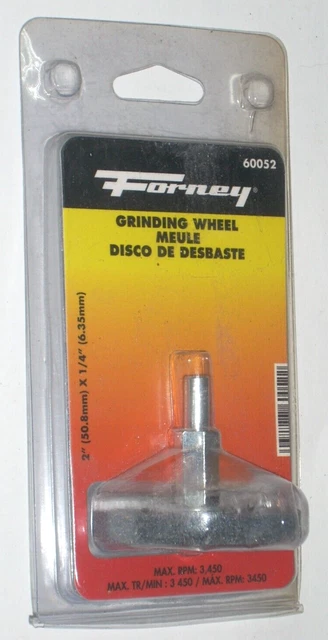 60052
Forney®
GRINDING WHEEL
MEULE
DISCO DE DESBASTE
2" (50.8mm) X 1/4" (6.35mm)
MAX. RPM: 3,450
MAX. TR/MIN : 3 450 / MÁX. RPM: 3450